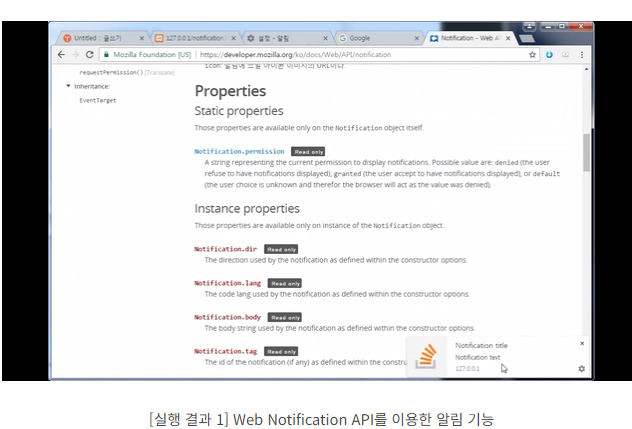 Untitled :: 글쓰기
127.0.0.1/notification
설정 - 알림
Google
Notification - Web AP
Mozilla Foundation [US]
https://developer.mozilla.org/ko/docs/Web/API/notification
requestPermission() (Translate)
Inheritance:
EventTarget
icon: 알림에 쓰일 아이콘 이미지의 URL이다.
Properties
Static properties
Those properties are available only on the Notification object itself.
Notification.permission Read only
A string representing the current permission to display notifications. Possible value are: denied (the user
refuse to have notifications displayed), granted (the user accept to have notifications displayed), or default
(the user choice is unknown and therefor the browser will act as the value was denied).
Instance properties
Those properties are available only on instance of the Notification object.
Notification.dir Read only
The direction used by the notification as defined within the constructor options.
Notification.lang Read only
The code lang used by the notification as defined within the constructor options.
Notification.body Read only
The body string used by the notification as defined within the constructor options.
Notification.tag Read only
The id of the notification (if any) as defined within the constru
Notification title
Notification text
127.0.0.1
[실행 결과 1] Web Notification API를 이용한 알림 기능